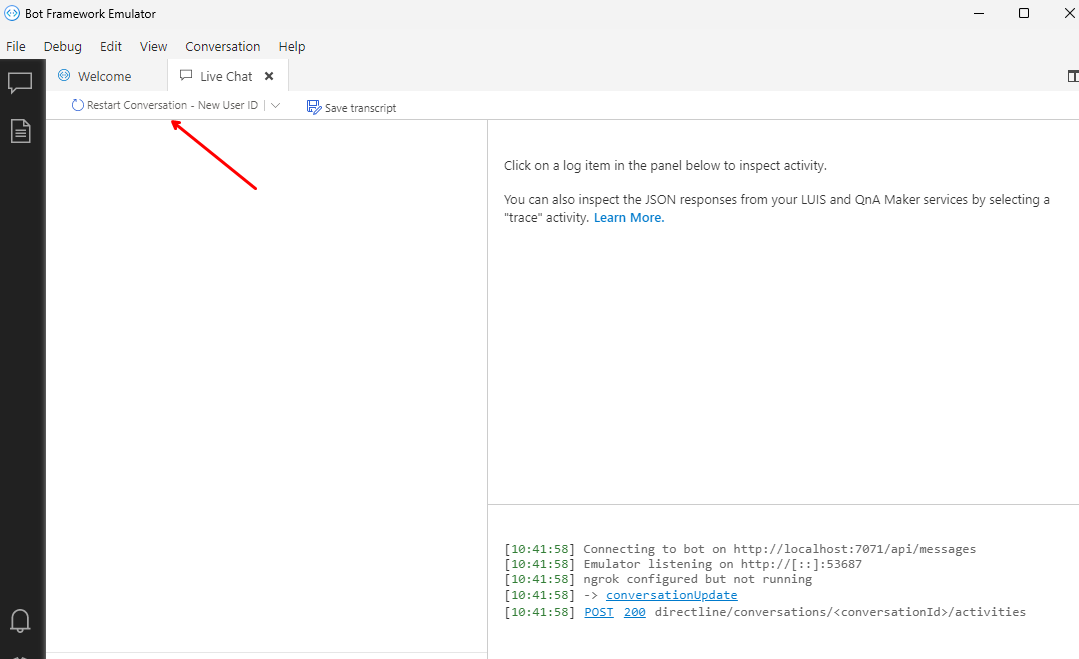 Bot Framework Emulator
File Debug Edit View Conversation Help
Welcome Live Chat
Restart Conversation - New User ID Save transcript
Click on a log item in the panel below to inspect activity.
You can also inspect the JSON responses from your LUIS and QnA Maker services by selecting a
"trace" activity. Learn More.
[10:41:58] Connecting to bot on http://localhost:7071/api/messages
[10:41:58] Emulator listening on http://[::]:53687
[10:41:58] ngrok configured but not running
[10:41:58] -> conversationUpdate
[10:41:58] POST 200 directline/conversations/<conversationId>/activities